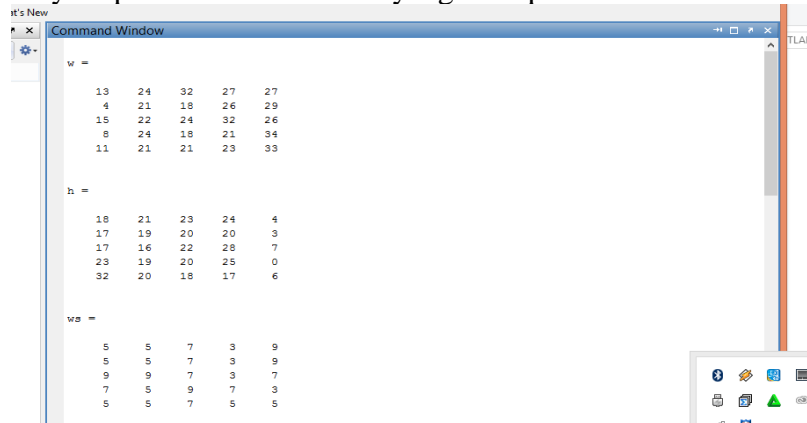 at's New
Command Window
TLA
w =
13 24 32 27 27
4 21 18 26 29
15 22 24 32 26
8 24 18 21 34
11 21 21 23 33
h =
18 21 23 24 4
17 19 20 20 3
17 16 22 28 7
23 19 20 25 0
32 20 18 17 6
ws =
5 5 7 3 9
5 5 7 3 9
9 9 7 3 7
7 5 9 7 3
5 5 7 5 5